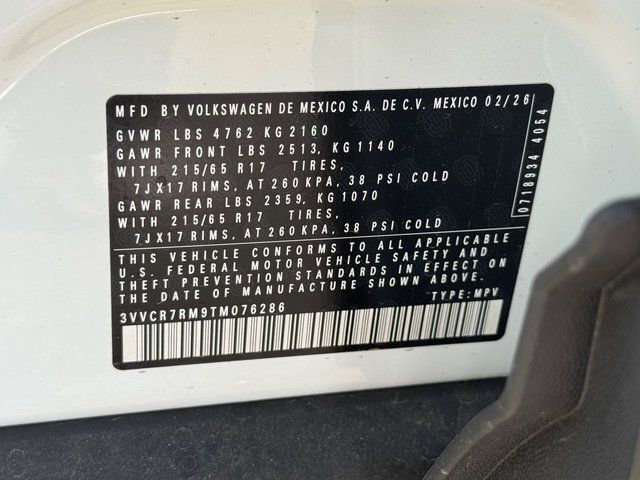 MFD BY VOLKSWAGEN DE MEXICO S.A. DE C.V. MEXICO 02/26
GVWR LBS 4762 KG 2160
GAWR FRONT LBS 2513, KG 1140
WITH 215/65 R17 TIRES,
7JX17 RIMS, AT 260 KPA, 38 PSI COLD
GAWR REAR LBS 2359, KG 1070
WITH 215/65 R17 TIRES,
7JX17 RIMS, AT 260 KPA, 38 PSI COLD
THIS VEHICLE CONFORMS TO ALL APPLICABLE
U.S. FEDERAL MOTOR VEHICLE SAFETY AND
THEFT PREVENTION STANDARDS IN EFFECT ON
THE DATE OF MANUFACTURE SHOWN ABOVE.
TYPE: MPV
3VVCR7RM9TM076286
0718934 4054